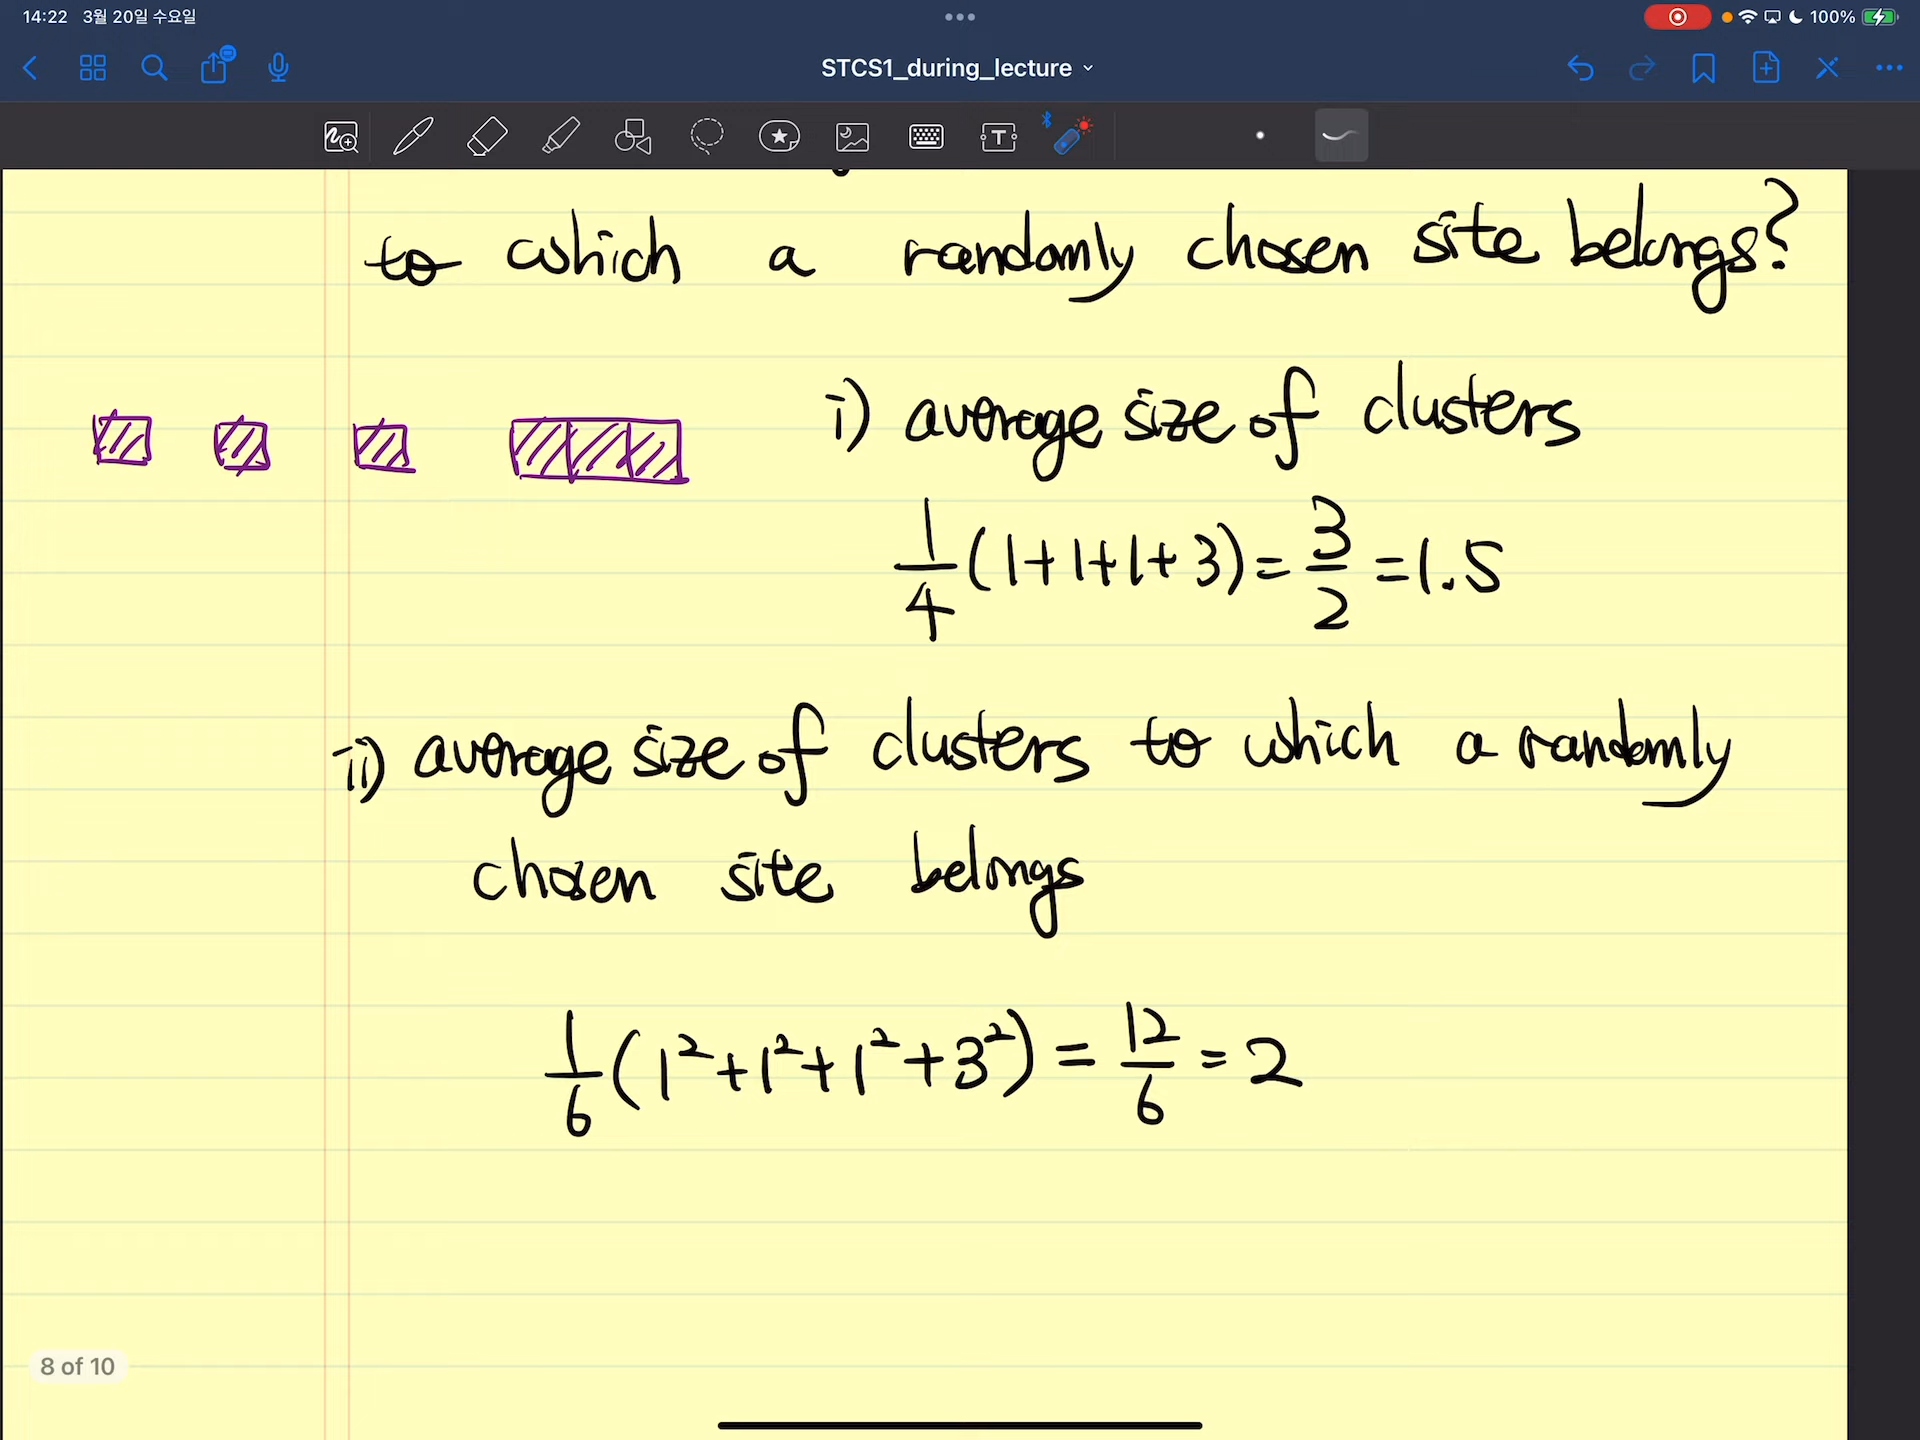 14:22 3월 20일 수요일
100%
STCS1_during_lecture
T
to which a randomly chosen site belongs?
i) average size of clusters
1/4 (1+1+1+3) = 3/2 = 1.5
ii) average size of clusters to which a randomly
chosen site belongs
1/6 (1²+1²+1²+3²) = 12/6 = 2
8 of 10